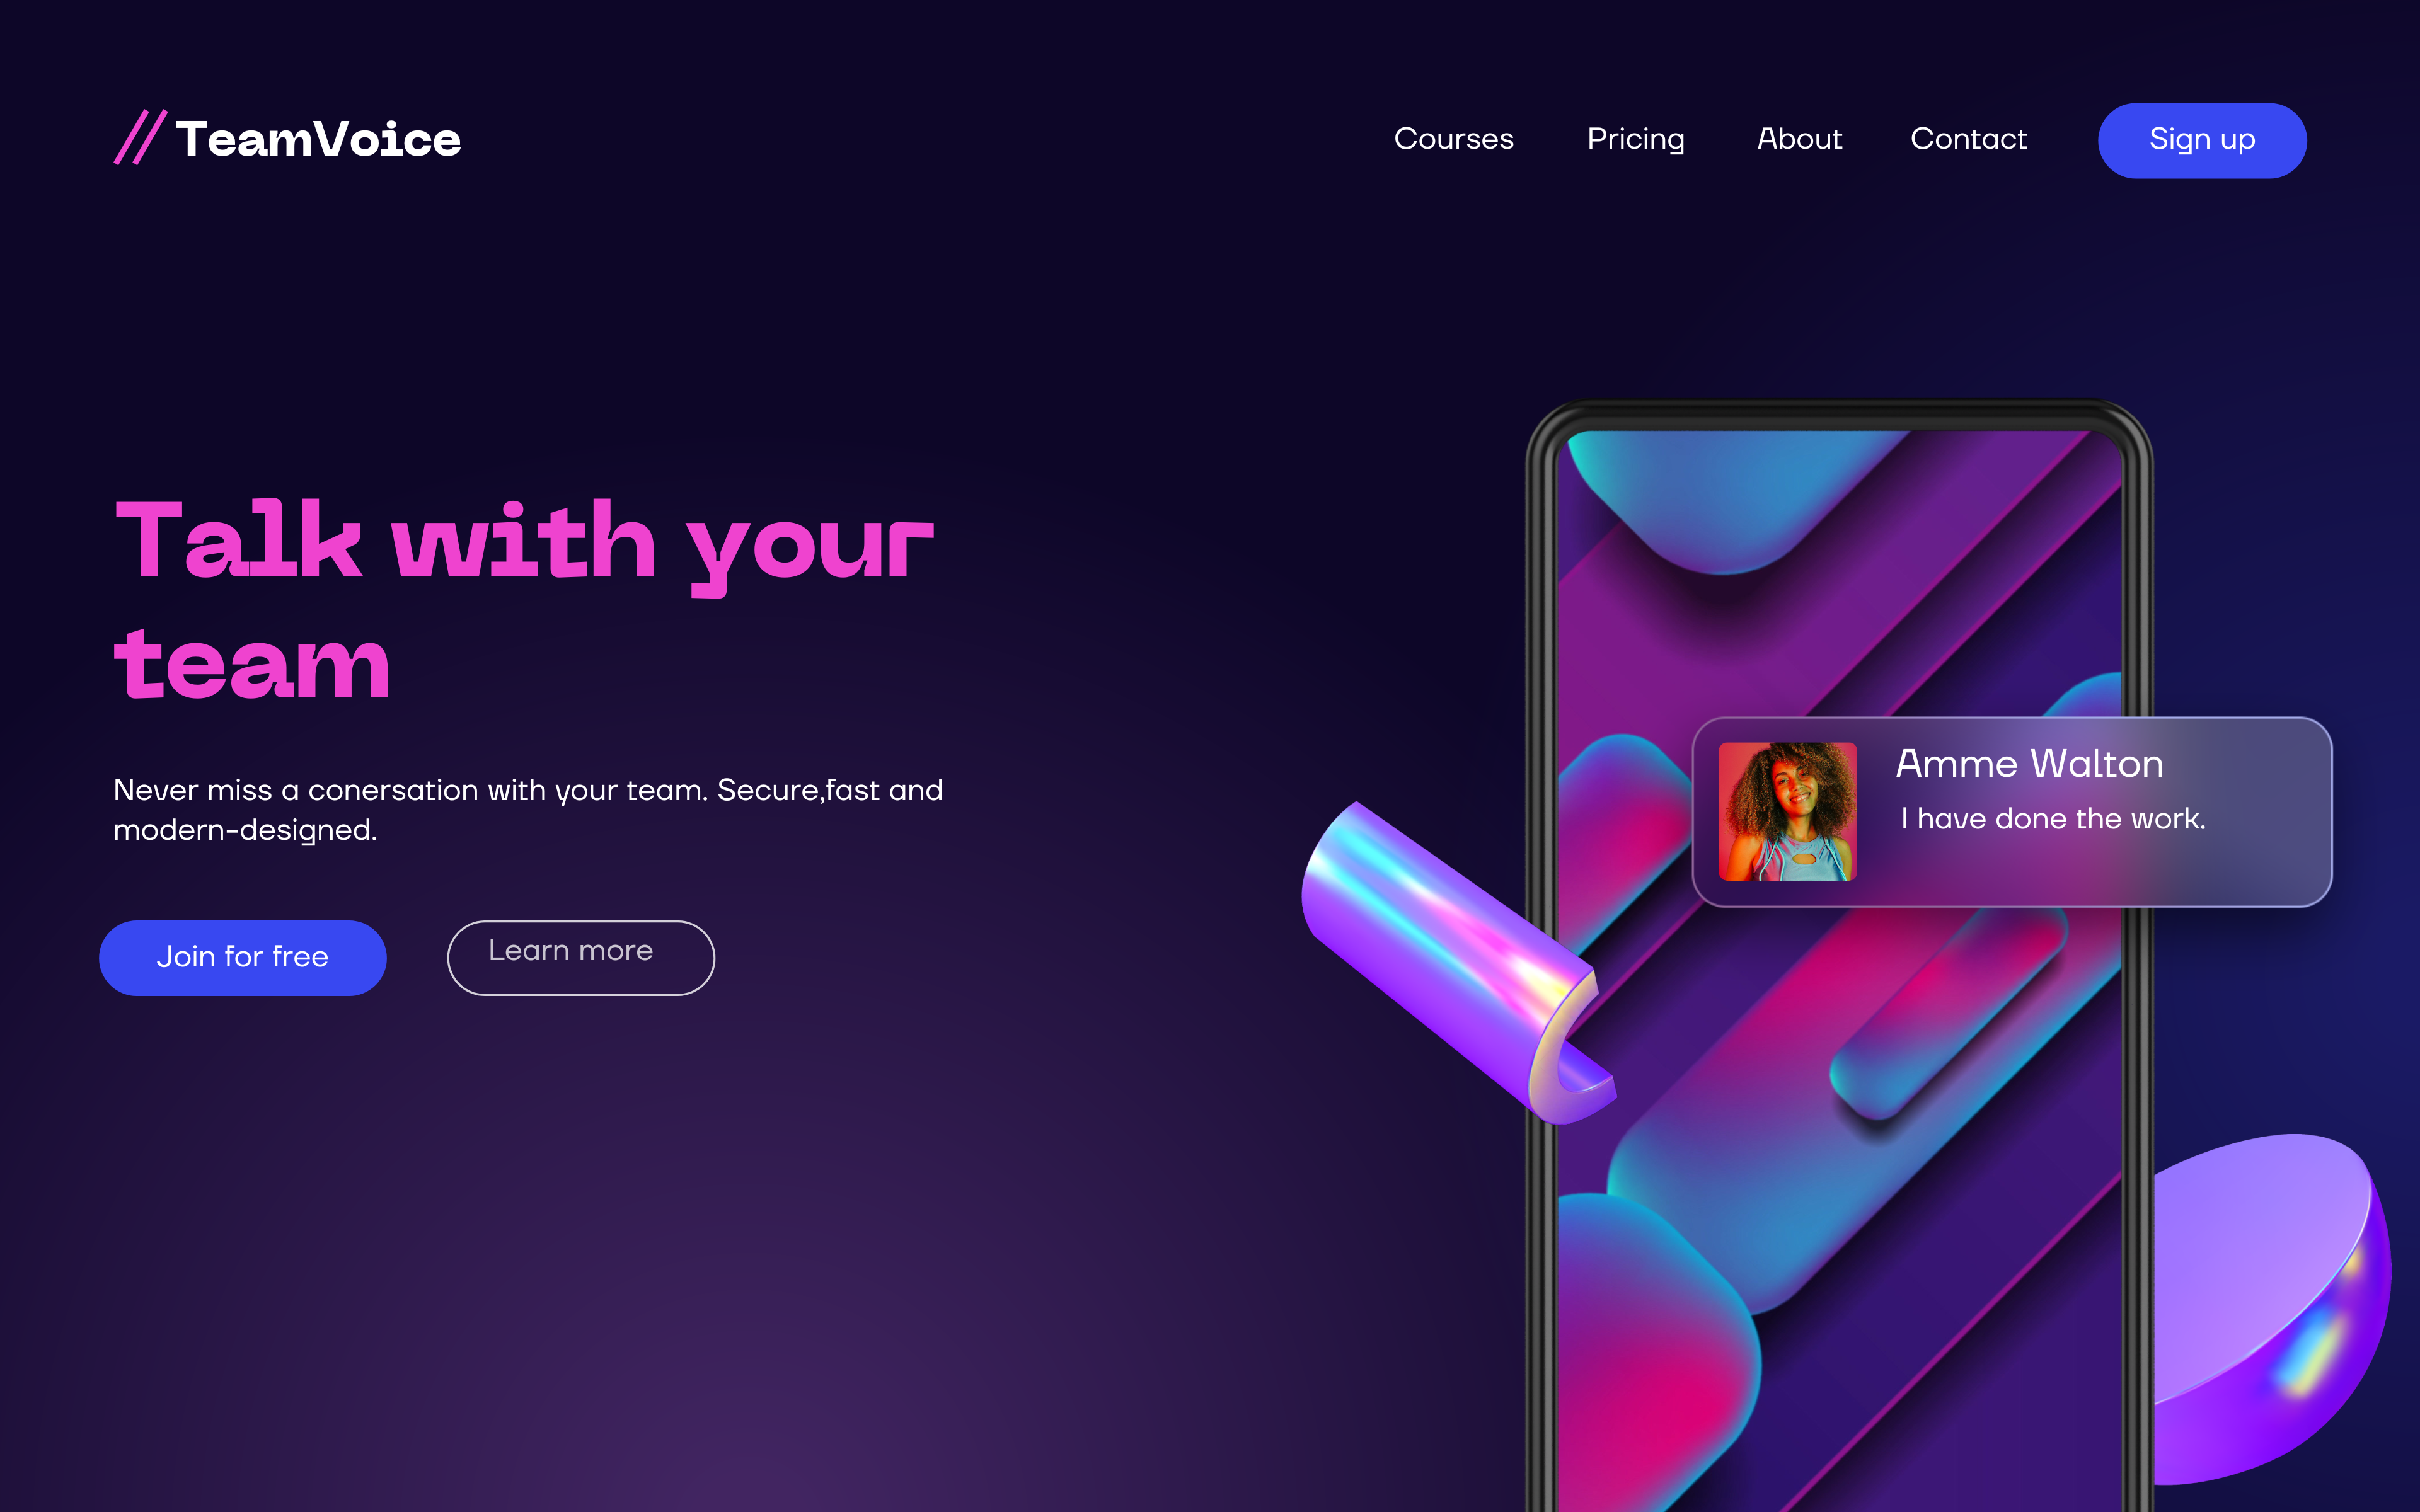 TeamVoice
Courses Pricing About Contact Sign up
Talk with your
team
Never miss a conersation with your team. Secure,fast and
modern-designed.
Join for free Learn more
Amme Walton
I have done the work.